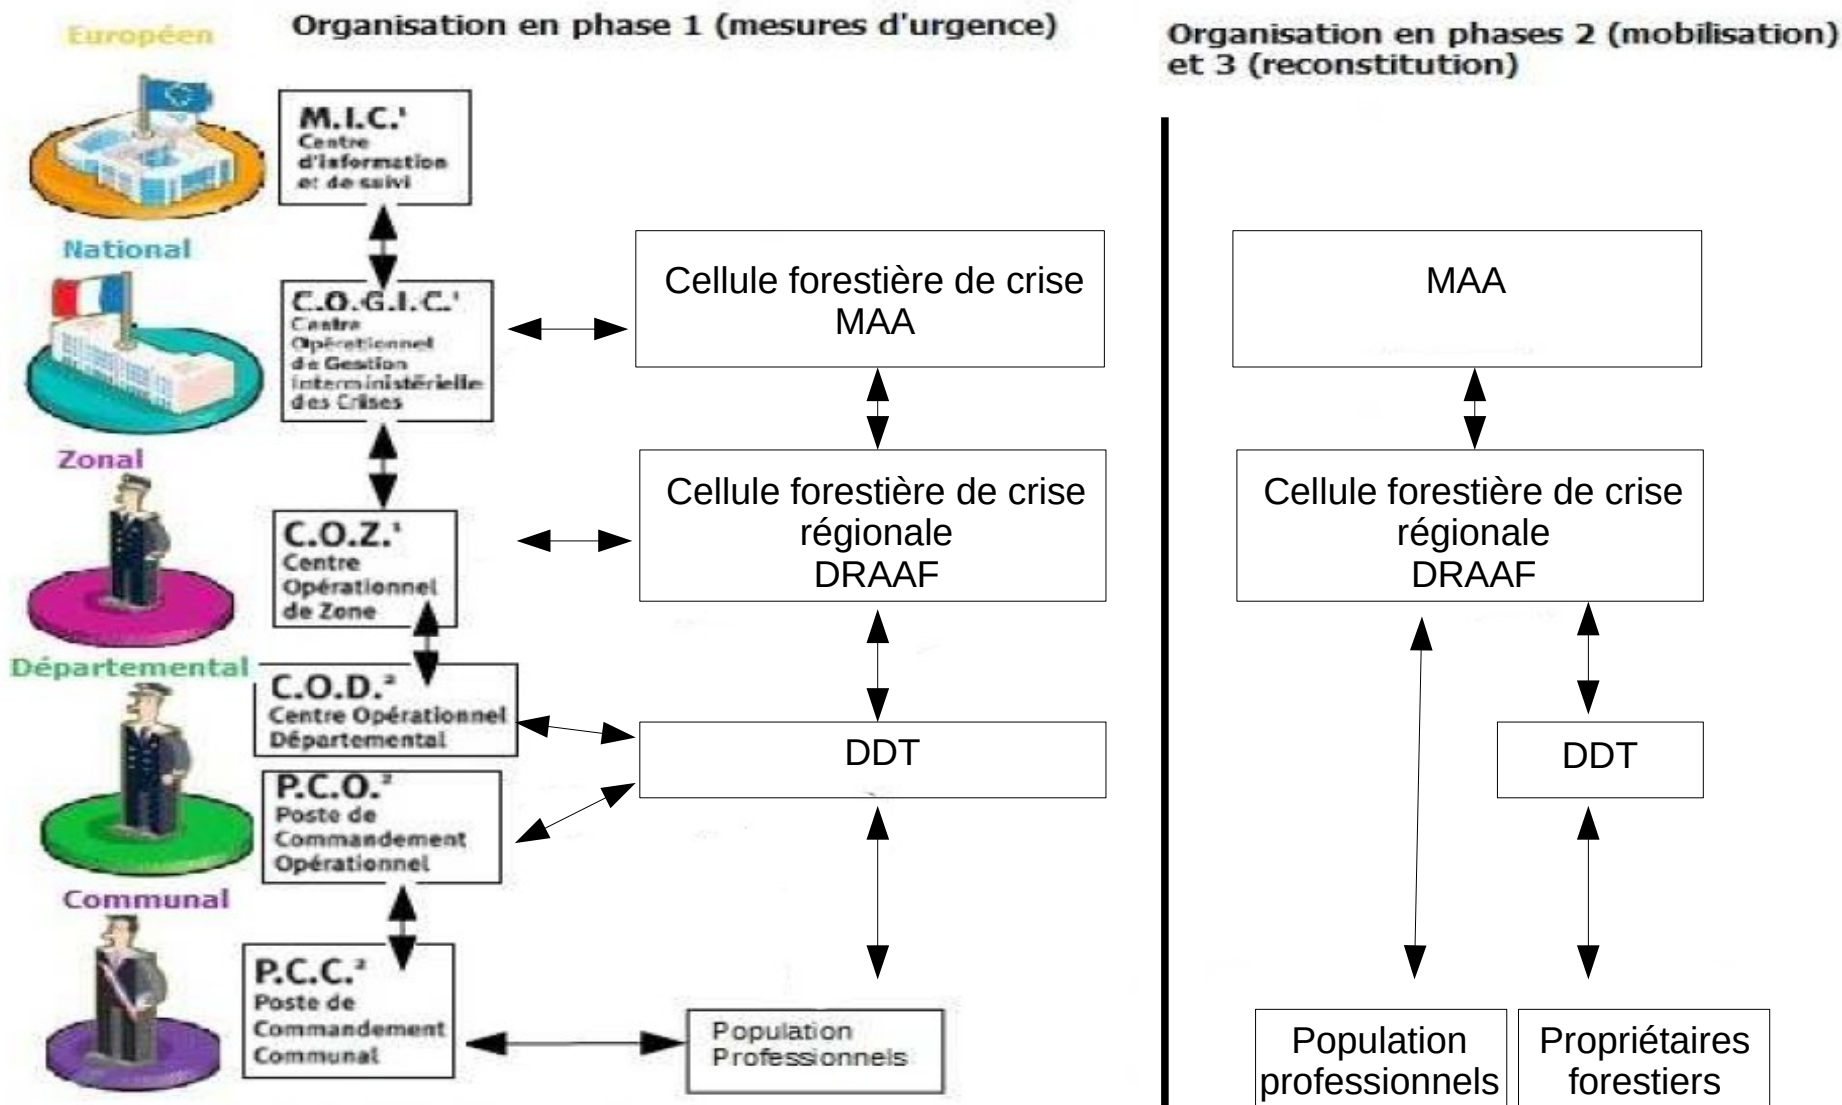 Européen
Organisation en phase 1 (mesures d'urgence)
Organisation en phases 2 (mobilisation)
et 3 (reconstitution)
M.I.C.¹
Centre
d'information
et de suivi
National
C.O.G.I.C.¹
Centre
Opérationnel
de Gestion
Interministérielle
des Crises
Cellule forestière de crise
MAA
MAA
Zonal
C.O.Z.¹
Centre
Opérationnel
de Zone
Cellule forestière de crise
régionale
DRAAF
Cellule forestière de crise
régionale
DRAAF
Départemental
C.O.D.²
Centre Opérationnel
Départemental
P.C.O.²
Poste de
Commandement
Opérationnel
DDT
DDT
Communal
P.C.C.²
Poste de
Commandement
Communal
Population
Professionnels
Population
professionnels
Propriétaires
forestiers